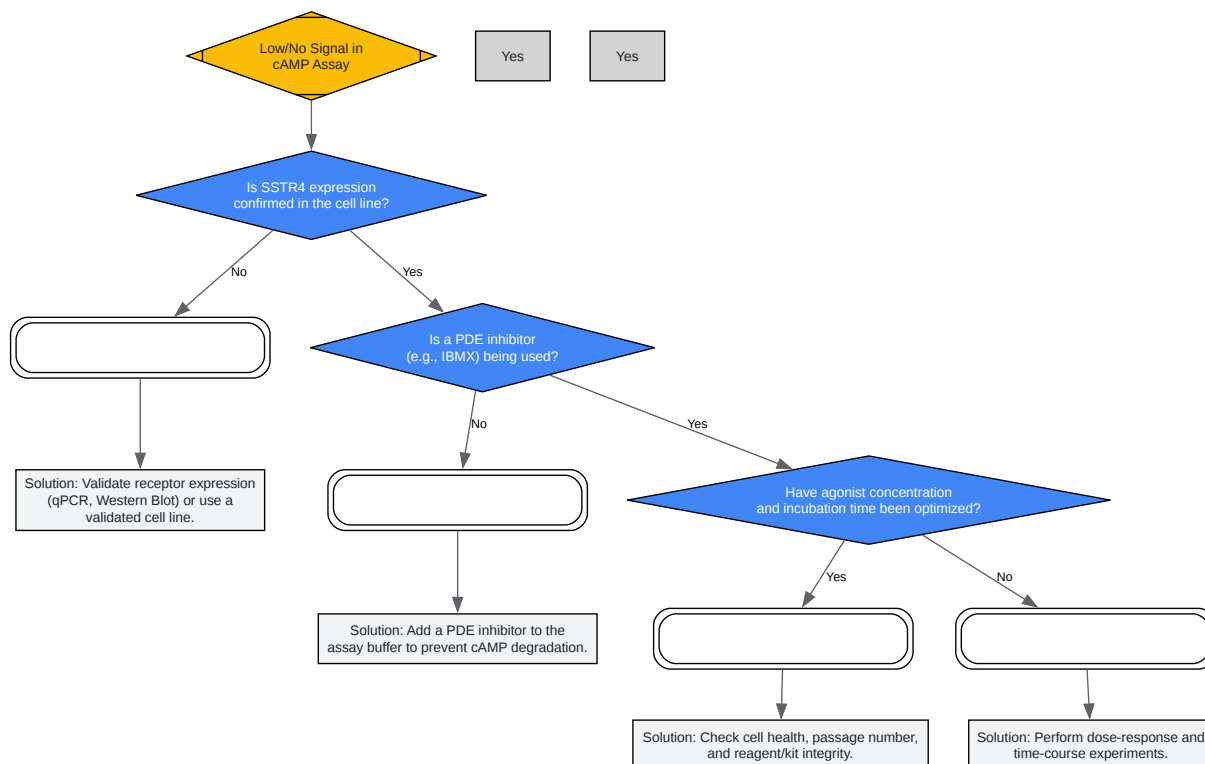 Low/No Signal in
cAMP Assay
Yes
Yes
Is SSTR4 expression
confirmed in the cell line?
No
Yes
Is a PDE inhibitor
(e.g., IBMX) being used?
No
Yes
Solution: Validate receptor expression
(qPCR, Western Blot) or use a
validated cell line.
Have agonist concentration
and incubation time been optimized?
Yes
No
Solution: Add a PDE inhibitor to the
assay buffer to prevent cAMP degradation.
Solution: Check cell health, passage number,
and reagent/kit integrity.
Solution: Perform dose-response and
time-course experiments.